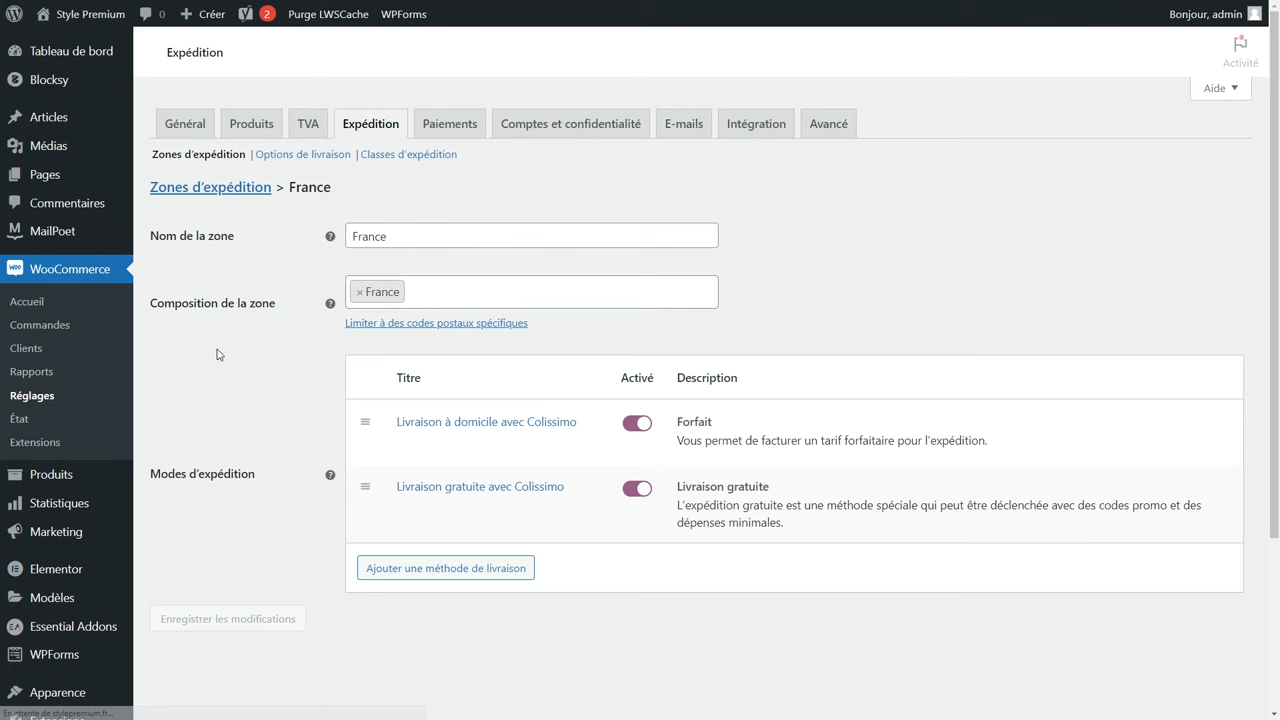 Style Premium 0 Créer 2 Purge LWSCache WPForms Bonjour, admin
Tableau de bord
Blocksy
Articles
Médias
Pages
Commentaires
MailPoet
WooCommerce
Accueil
Commandes
Clients
Rapports
Réglages
État
Extensions
Produits
Statistiques
Marketing
Elementor
Modèles
Essential Addons
WPForms
Apparence
En attente de stylepremium.fr...
Expédition
Activité
Aide
Général Produits TVA Expédition Paiements Comptes et confidentialité E-mails Intégration Avancé
Zones d'expédition | Options de livraison | Classes d'expédition
Zones d'expédition > France
Nom de la zone ? France
Composition de la zone ? × France
Limiter à des codes postaux spécifiques
Modes d'expédition ?
Titre Activé Description
Livraison à domicile avec Colissimo Forfait
Vous permet de facturer un tarif forfaitaire pour l'expédition.
Livraison gratuite avec Colissimo Livraison gratuite
L'expédition gratuite est une méthode spéciale qui peut être déclenchée avec des codes promo et des
dépenses minimales.
Ajouter une méthode de livraison
Enregistrer les modifications